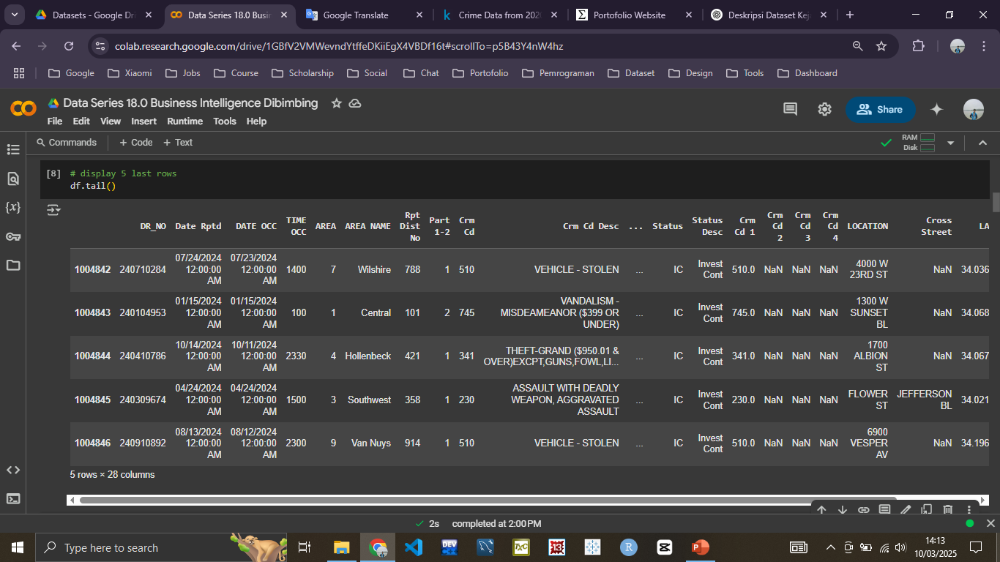 Datasets - Google Dri
Data Series 18.0 Busin
Google Translate
Crime Data from 202
Portofolio Website
Deskripsi Dataset Keja
colab.research.google.com/drive/1GBfV2VMWevndYtffeDKiiEgX4VBDf16t#scrollTo=p5B43Y4nW4hz
Google Xiaomi Jobs Course Scholarship Social Chat Portofolio Pemrograman Dataset Design Tools Dashboard
Data Series 18.0 Business Intelligence Dibimbing
File Edit View Insert Runtime Tools Help
Share
Commands + Code + Text
RAM
Disk
[8] # display 5 last rows
df.tail()
DR_NO Date Rptd DATE OCC TIME OCC AREA AREA NAME Rpt Dist No Part 1-2 Crm Cd Crm Cd Desc ... Status Status Desc Crm Cd 1 Crm Cd 2 Crm Cd 3 Crm Cd 4 LOCATION Cross Street LA
1004842 240710284 07/24/2024 12:00:00 AM 07/23/2024 12:00:00 AM 1400 7 Wilshire 788 1 510 VEHICLE - STOLEN ... IC Invest Cont 510.0 NaN NaN NaN 4000 W 23RD ST NaN 34.036
1004843 240104953 01/15/2024 12:00:00 AM 01/15/2024 12:00:00 AM 100 1 Central 101 2 745 VANDALISM - MISDEAMEANOR ($399 OR UNDER) ... IC Invest Cont 745.0 NaN NaN NaN 1300 W SUNSET BL NaN 34.068
1004844 240410786 10/14/2024 12:00:00 AM 10/11/2024 12:00:00 AM 2330 4 Hollenbeck 421 1 341 THEFT-GRAND ($950.01 & OVER)EXCPT,GUNS,FOWL,LI... ... IC Invest Cont 341.0 NaN NaN NaN 1700 ALBION ST NaN 34.067
1004845 240309674 04/24/2024 12:00:00 AM 04/24/2024 12:00:00 AM 1500 3 Southwest 358 1 230 ASSAULT WITH DEADLY WEAPON, AGGRAVATED ASSAULT ... IC Invest Cont 230.0 NaN NaN NaN FLOWER ST JEFFERSON BL 34.021
1004846 240910892 08/13/2024 12:00:00 AM 08/12/2024 12:00:00 AM 2300 9 Van Nuys 914 1 510 VEHICLE - STOLEN ... IC Invest Cont 510.0 NaN NaN NaN 6900 VESPER AV NaN 34.196
5 rows × 28 columns
2s completed at 2:00 PM
Type here to search
DEV
TXC
R
P
14:13
10/03/2025